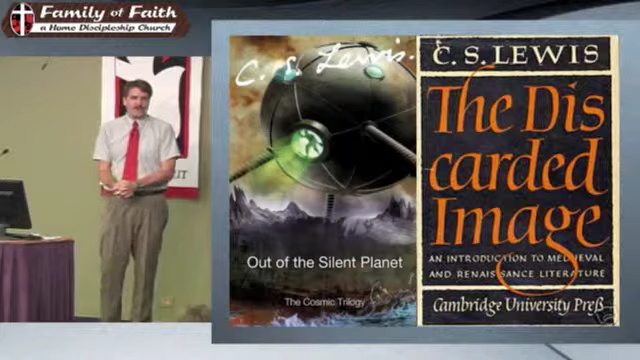 Family of Faith
a Home Discipleship Church
C. S. Lewis.
Out of the Silent Planet
The Cosmic Trilogy
C. S. LEWIS
The Dis
carded
Image
AN INTRODUCTION TO MEDIEVAL
AND RENAISSANCE LITERATURE
Cambridge University Preß